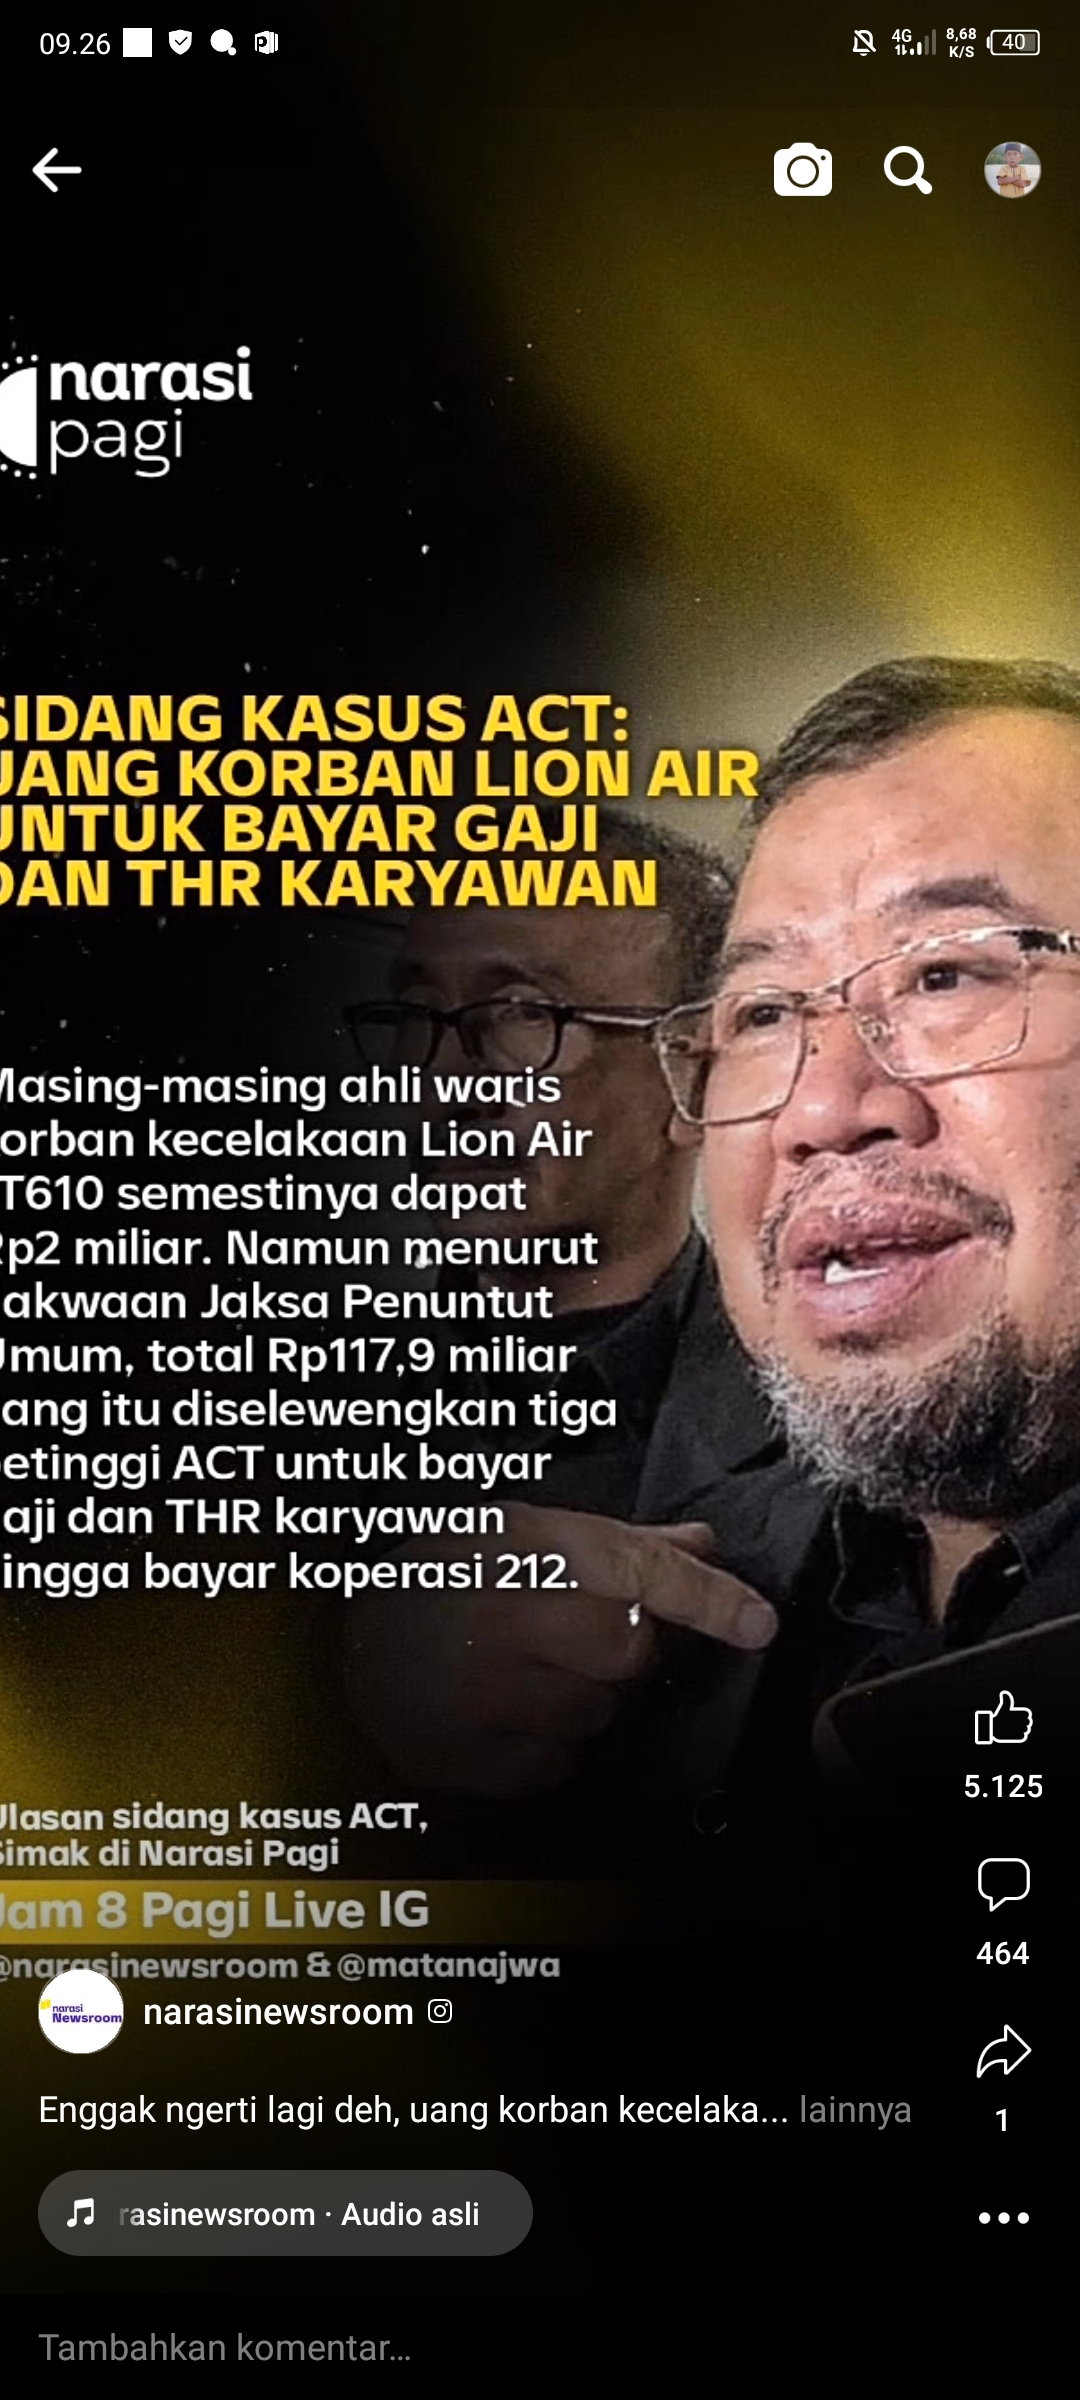 09.26
4G
8,68
K/S
40
narasi
pagi
SIDANG KASUS ACT:
UANG KORBAN LION AIR
UNTUK BAYAR GAJI
DAN THR KARYAWAN
Masing-masing ahli waris
orban kecelakaan Lion Air
T610 semestinya dapat
Rp2 miliar. Namun menurut
akwaan Jaksa Penuntut
Umum, total Rp117,9 miliar
ang itu diselewengkan tiga
petinggi ACT untuk bayar
aji dan THR karyawan
ingga bayar koperasi 212.
5.125
Ulasan sidang kasus ACT,
Simak di Narasi Pagi
Jam 8 Pagi Live IG
@narasinewsroom & @matanajwa
464
narasi
Newsroom
narasinewsroom
Enggak ngerti lagi deh, uang korban kecelaka... lainnya
1
rasinewsroom · Audio asli
Tambahkan komentar...